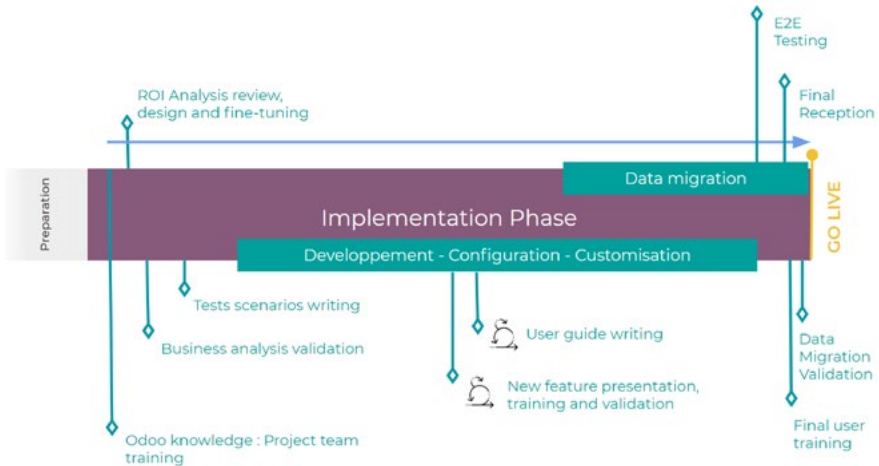 E2E
Testing
ROI Analysis review,
design and fine-tuning
Final
Reception
Preparation
Data migration
Implementation Phase
GO LIVE
Developpement - Configuration - Customisation
Tests scenarios writing
Business analysis validation
User guide writing
Data
Migration
Validation
New feature presentation,
training and validation
Odoo knowledge : Project team
training
Final user
training